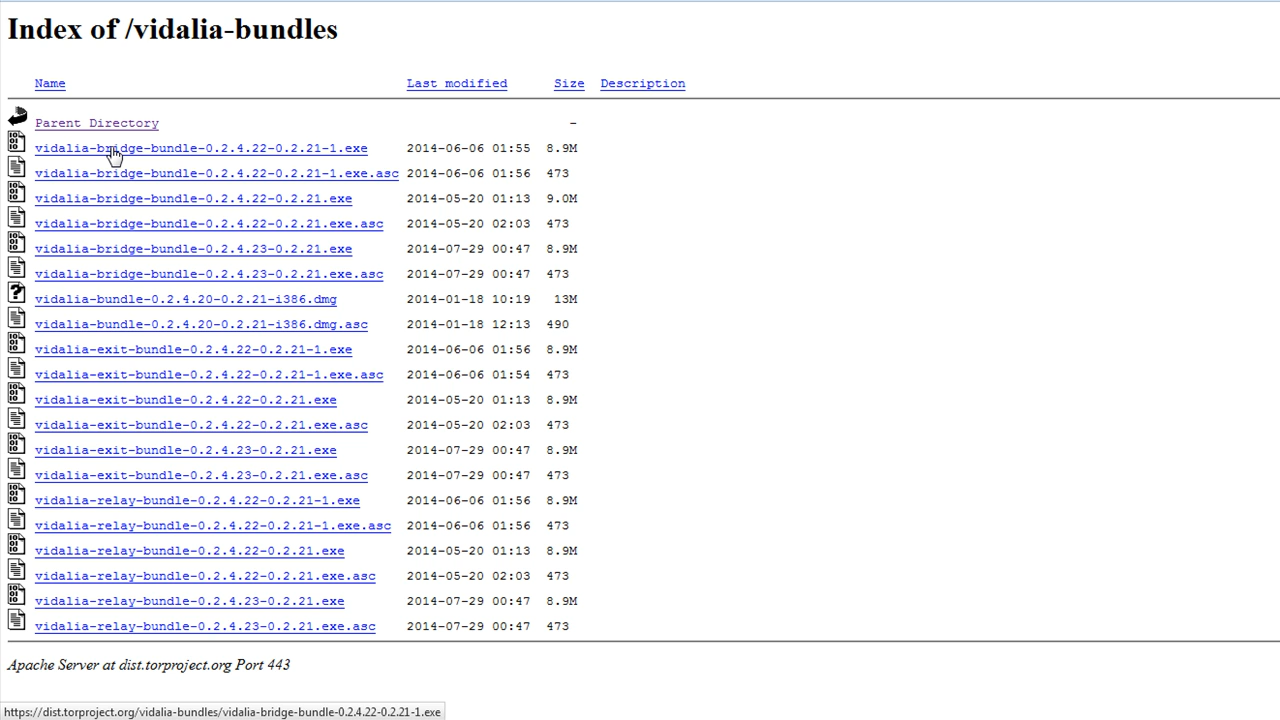 Index of /vidalia-bundles
Name Last modified Size Description
Parent Directory -
vidalia-bridge-bundle-0.2.4.22-0.2.21-1.exe 2014-06-06 01:55 8.9M
vidalia-bridge-bundle-0.2.4.22-0.2.21-1.exe.asc 2014-06-06 01:56 473
vidalia-bridge-bundle-0.2.4.22-0.2.21.exe 2014-05-20 01:13 9.0M
vidalia-bridge-bundle-0.2.4.22-0.2.21.exe.asc 2014-05-20 02:03 473
vidalia-bridge-bundle-0.2.4.23-0.2.21.exe 2014-07-29 00:47 8.9M
vidalia-bridge-bundle-0.2.4.23-0.2.21.exe.asc 2014-07-29 00:47 473
vidalia-bundle-0.2.4.20-0.2.21-i386.dmg 2014-01-18 10:19 13M
vidalia-bundle-0.2.4.20-0.2.21-i386.dmg.asc 2014-01-18 12:13 490
vidalia-exit-bundle-0.2.4.22-0.2.21-1.exe 2014-06-06 01:56 8.9M
vidalia-exit-bundle-0.2.4.22-0.2.21-1.exe.asc 2014-06-06 01:54 473
vidalia-exit-bundle-0.2.4.22-0.2.21.exe 2014-05-20 01:13 8.9M
vidalia-exit-bundle-0.2.4.22-0.2.21.exe.asc 2014-05-20 02:03 473
vidalia-exit-bundle-0.2.4.23-0.2.21.exe 2014-07-29 00:47 8.9M
vidalia-exit-bundle-0.2.4.23-0.2.21.exe.asc 2014-07-29 00:47 473
vidalia-relay-bundle-0.2.4.22-0.2.21-1.exe 2014-06-06 01:56 8.9M
vidalia-relay-bundle-0.2.4.22-0.2.21-1.exe.asc 2014-06-06 01:56 473
vidalia-relay-bundle-0.2.4.22-0.2.21.exe 2014-05-20 01:13 8.9M
vidalia-relay-bundle-0.2.4.22-0.2.21.exe.asc 2014-05-20 02:03 473
vidalia-relay-bundle-0.2.4.23-0.2.21.exe 2014-07-29 00:47 8.9M
vidalia-relay-bundle-0.2.4.23-0.2.21.exe.asc 2014-07-29 00:47 473
Apache Server at dist.torproject.org Port 443
https://dist.torproject.org/vidalia-bundles/vidalia-bridge-bundle-0.2.4.22-0.2.21-1.exe